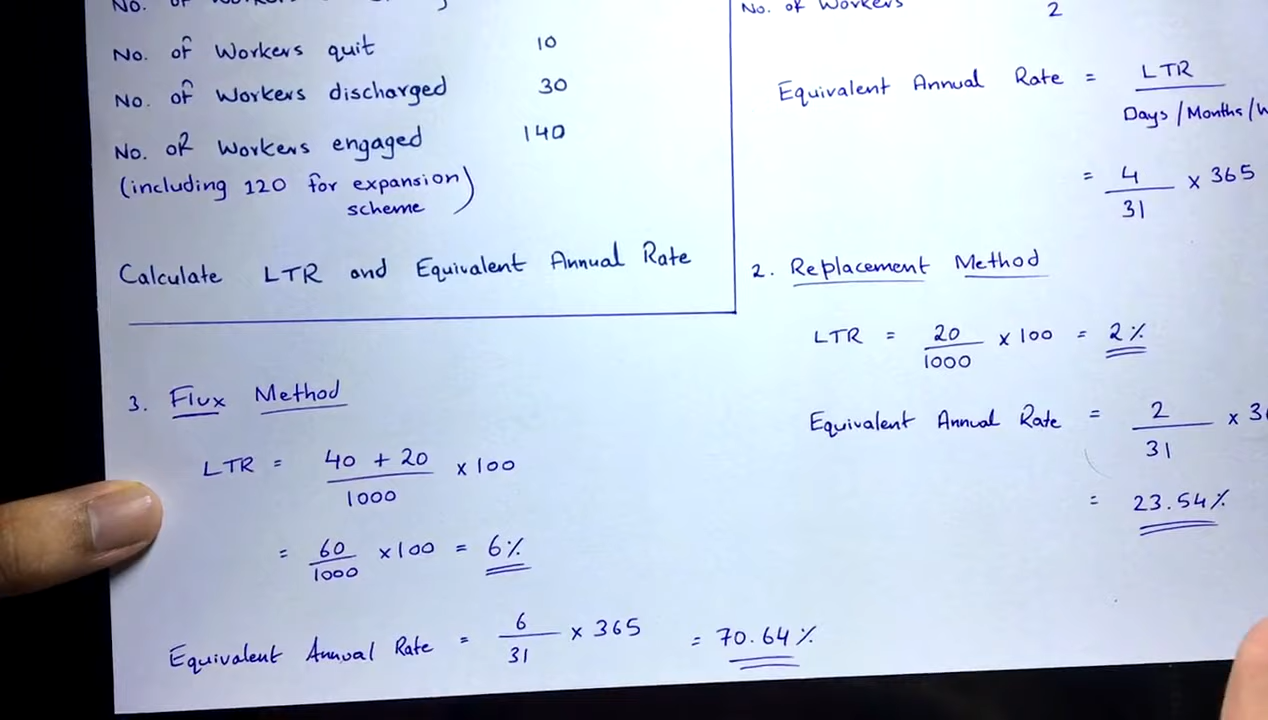 No. of
No. of Workers quit 10
No. of Workers discharged 30
No. of Workers engaged 140
(including 120 for expansion
scheme)
Calculate LTR and Equivalent Annual Rate
3. Flux Method
LTR = 40 + 20 x 100
1000
= 60 x 100 = 6%
1000
Equivalent Annual Rate = 6 x 365 = 70.64%
31
No. of Workers
2
Equivalent Annual Rate = LTR
Days/Months/
= 4 x 365
31
2. Replacement Method
LTR = 20 x 100 = 2%
1000
Equivalent Annual Rate = 2 x 3
31
= 23.54%